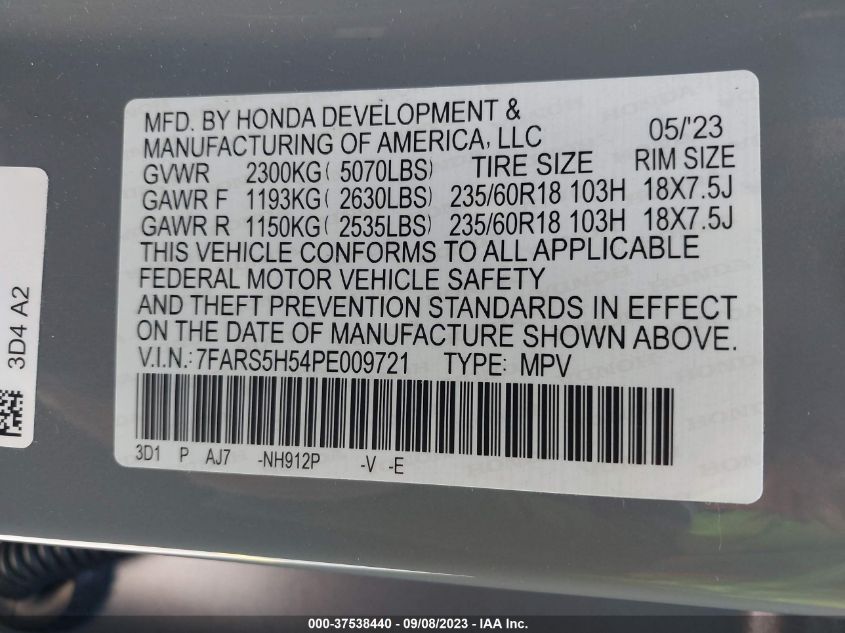 MFD. BY HONDA DEVELOPMENT &
MANUFACTURING OF AMERICA, LLC 05/'23
GVWR 2300KG( 5070LBS) TIRE SIZE RIM SIZE
GAWR F 1193KG( 2630LBS) 235/60R18 103H 18X7.5J
GAWR R 1150KG( 2535LBS) 235/60R18 103H 18X7.5J
THIS VEHICLE CONFORMS TO ALL APPLICABLE
FEDERAL MOTOR VEHICLE SAFETY
AND THEFT PREVENTION STANDARDS IN EFFECT
ON THE DATE OF MANUFACTURE SHOWN ABOVE.
V.I.N.: 7FARS5H54PE009721 TYPE: MPV
3D1 P AJ7 -NH912P -V -E
3D4 A2
000-37538440 - 09/08/2023 - IAA Inc.